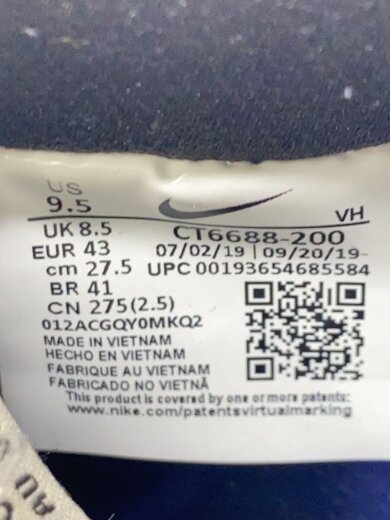 US
9.5
VH
UK 8.5 CT6688-200
EUR 43 07/02/19 | 09/20/19-
cm 27.5 UPC 00193654685584
BR 41
CN 275(2.5)
012ACGQY0MKQ2
MADE IN VIETNAM
HECHO EN VIETNAM
FABRIQUE AU VIETNAM
FABRICADO NO VIETNÃ
This product is covered by one or more patents:
www.nike.com/patentsvirtualmarking
AU